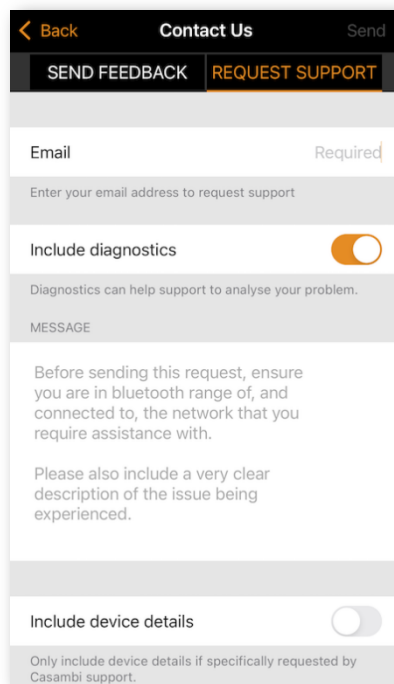 Back Contact Us Send
SEND FEEDBACK REQUEST SUPPORT
Email Required
Enter your email address to request support
Include diagnostics
Diagnostics can help support to analyse your problem.
MESSAGE
Before sending this request, ensure
you are in bluetooth range of, and
connected to, the network that you
require assistance with.
Please also include a very clear
description of the issue being
experienced.
Include device details
Only include device details if specifically requested by
Casambi support.